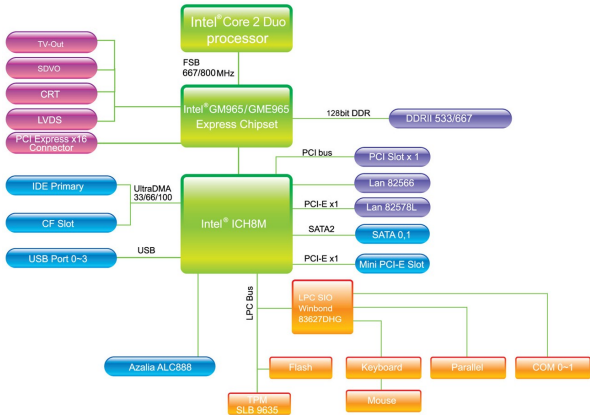 Intel® Core 2 Duo
processor
FSB
667/800MHz
TV-Out
SDVO
CRT
LVDS
PCI Express x16
Connector
Intel® GM965/GME965
Express Chipset
128bit DDR
DDRII 533/667
PCI bus
PCI Slot x 1
Lan 82566
PCI-E x1
Lan 82578L
SATA2
SATA 0,1
PCI-E x1
Mini PCI-E Slot
IDE Primary
UltraDMA
33/66/100
CF Slot
USB
USB Port 0~3
Intel® ICH8M
LPC Bus
LPC SIO
Winbond
83627DHG
Azalia ALC888
Flash
Keyboard
Parallel
COM 0~1
TPM
SLB 9635
Mouse